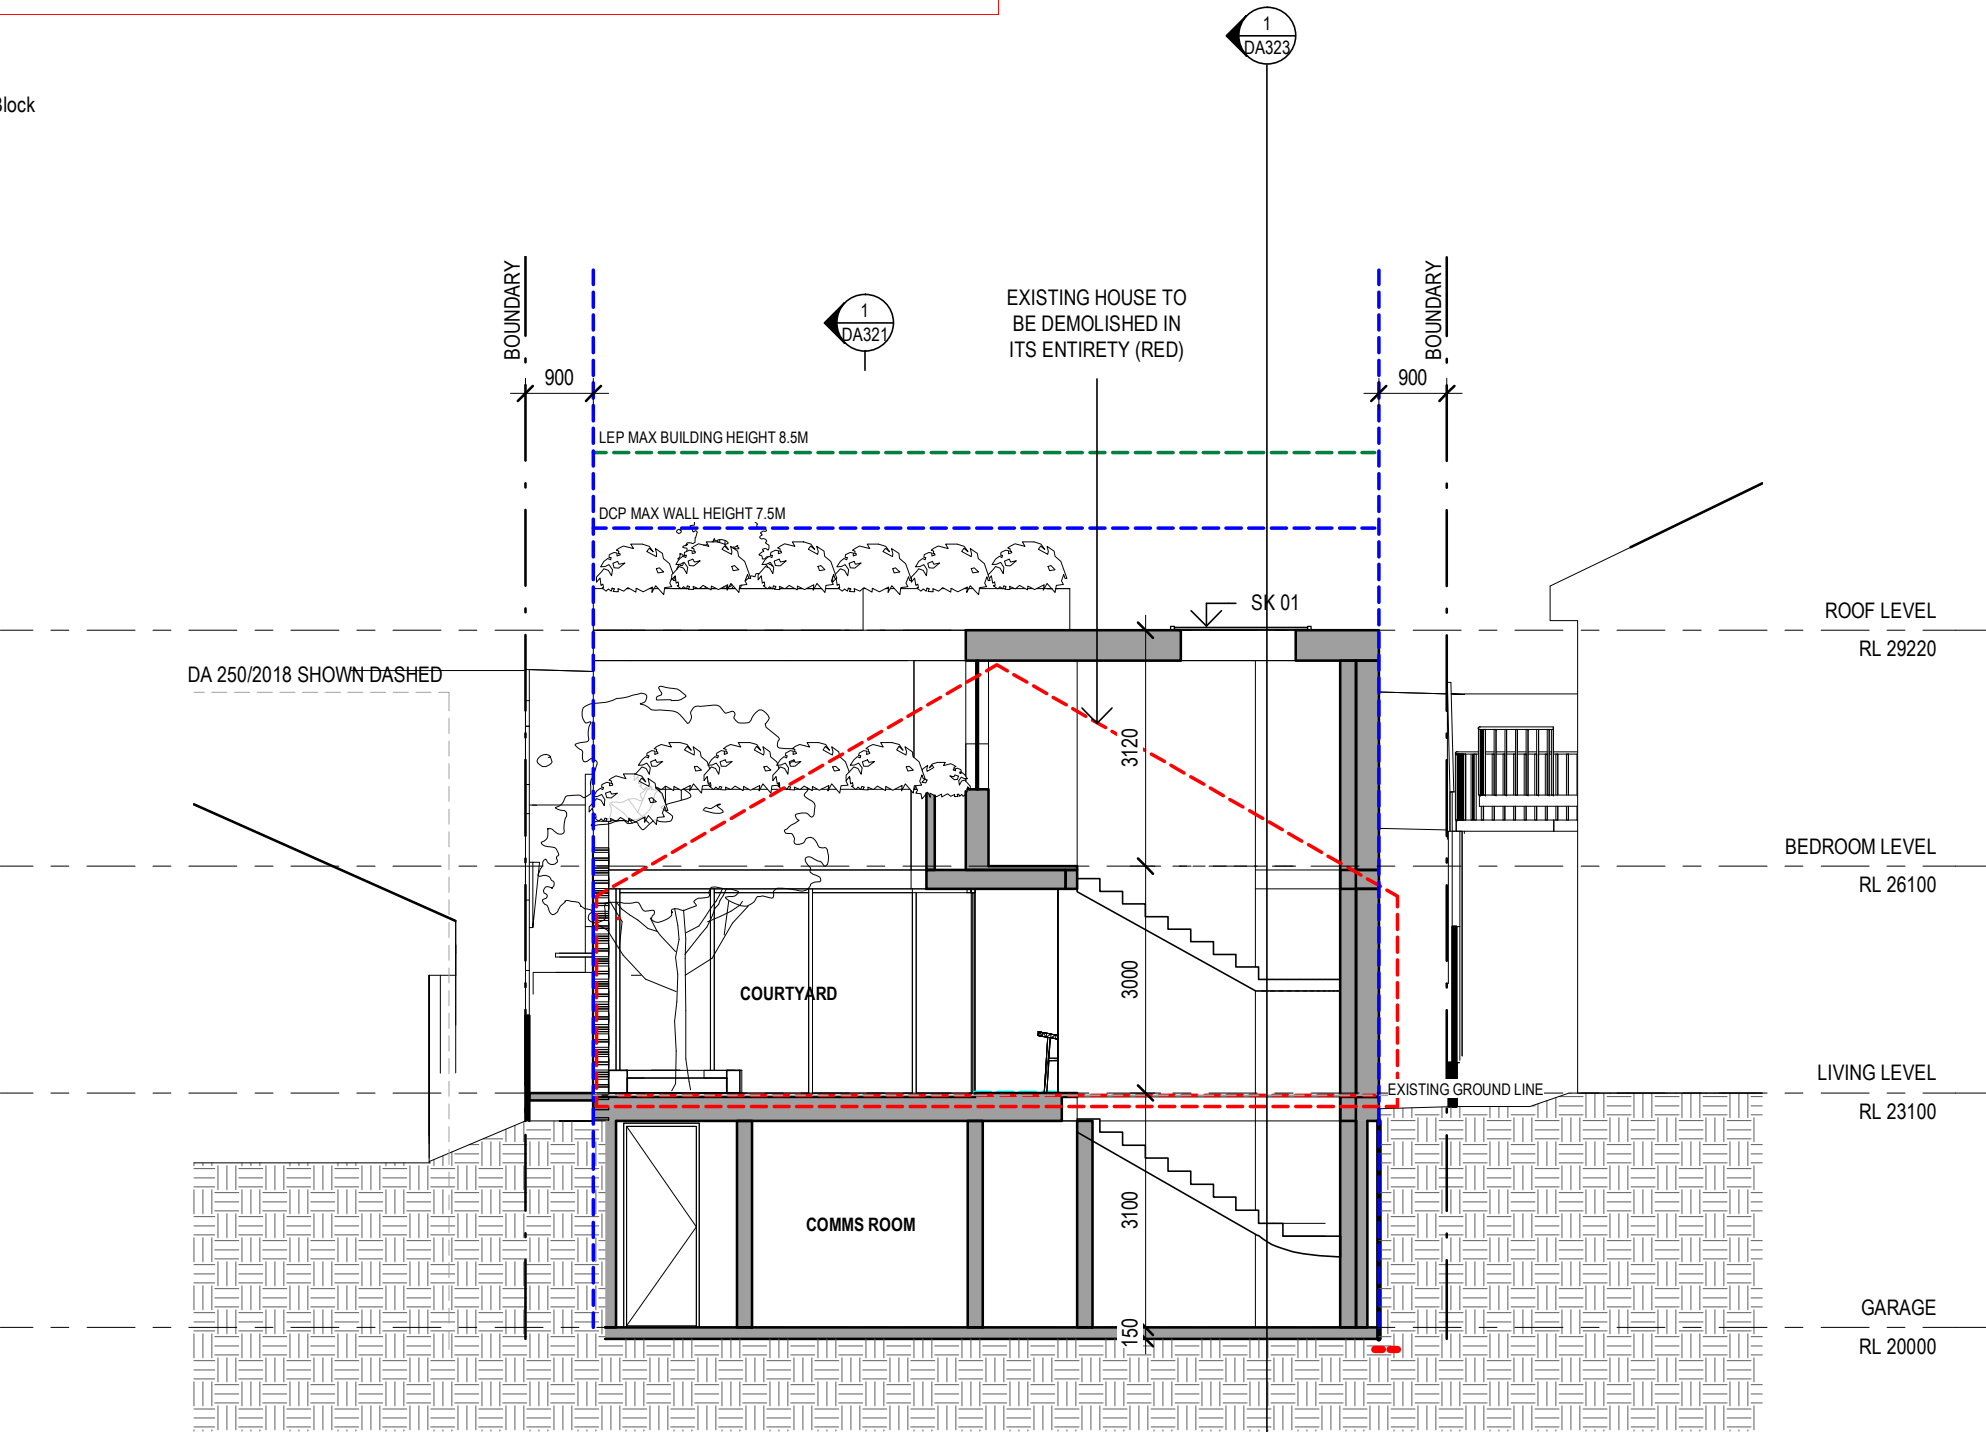 1
DA323
Block
BOUNDARY
BOUNDARY
EXISTING HOUSE TO
BE DEMOLISHED IN
ITS ENTIRETY (RED)
1
DA321
900
900
LEP MAX BUILDING HEIGHT 8.5M
DCP MAX WALL HEIGHT 7.5M
SK 01
ROOF LEVEL
RL 29220
DA 250/2018 SHOWN DASHED
3120
BEDROOM LEVEL
RL 26100
3000
COURTYARD
LIVING LEVEL
EXISTING GROUND LINE
RL 23100
3100
COMMS ROOM
GARAGE
150
RL 20000